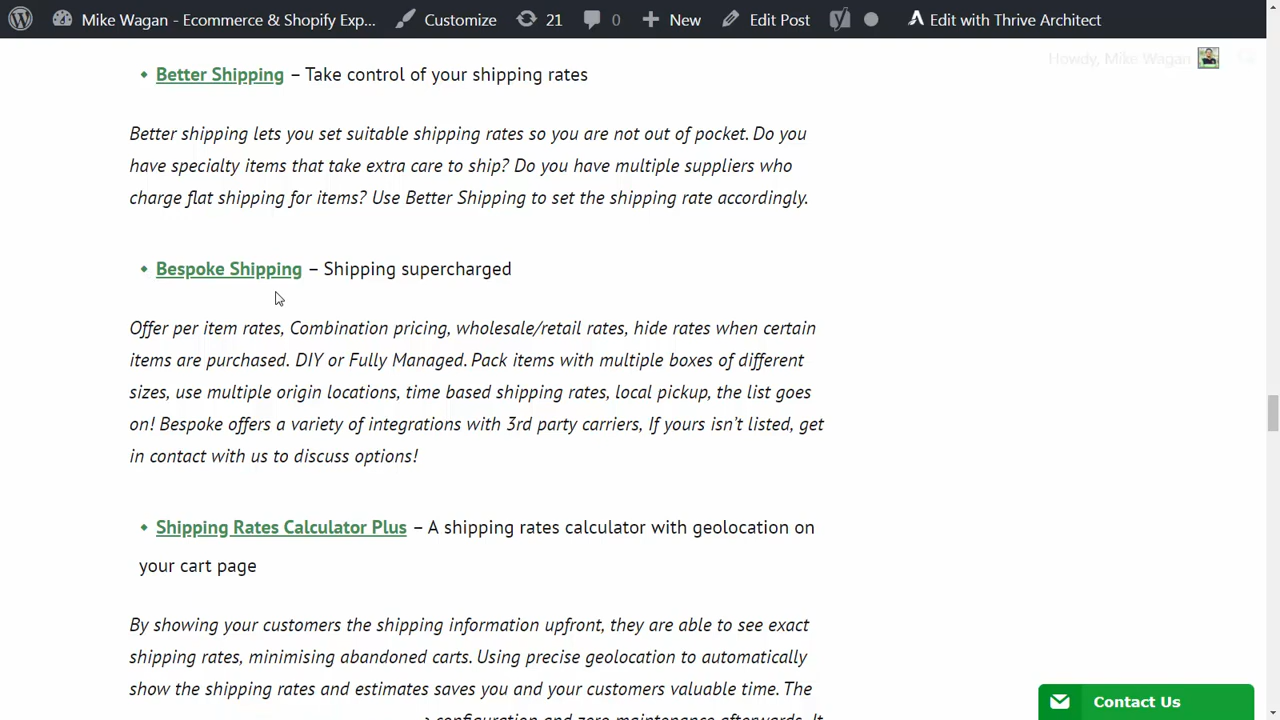 Mike Wagan - Ecommerce & Shopify Exp... Customize 21 0 New Edit Post Edit with Thrive Architect
Howdy, Mike Wagan
• Better Shipping – Take control of your shipping rates
Better shipping lets you set suitable shipping rates so you are not out of pocket. Do you
have specialty items that take extra care to ship? Do you have multiple suppliers who
charge flat shipping for items? Use Better Shipping to set the shipping rate accordingly.
• Bespoke Shipping – Shipping supercharged
Offer per item rates, Combination pricing, wholesale/retail rates, hide rates when certain
items are purchased. DIY or Fully Managed. Pack items with multiple boxes of different
sizes, use multiple origin locations, time based shipping rates, local pickup, the list goes
on! Bespoke offers a variety of integrations with 3rd party carriers, If yours isn’t listed, get
in contact with us to discuss options!
• Shipping Rates Calculator Plus – A shipping rates calculator with geolocation on
your cart page
By showing your customers the shipping information upfront, they are able to see exact
shipping rates, minimising abandoned carts. Using precise geolocation to automatically
show the shipping rates and estimates saves you and your customers valuable time. The
configuration and zero maintenance afterwards. It
Contact Us